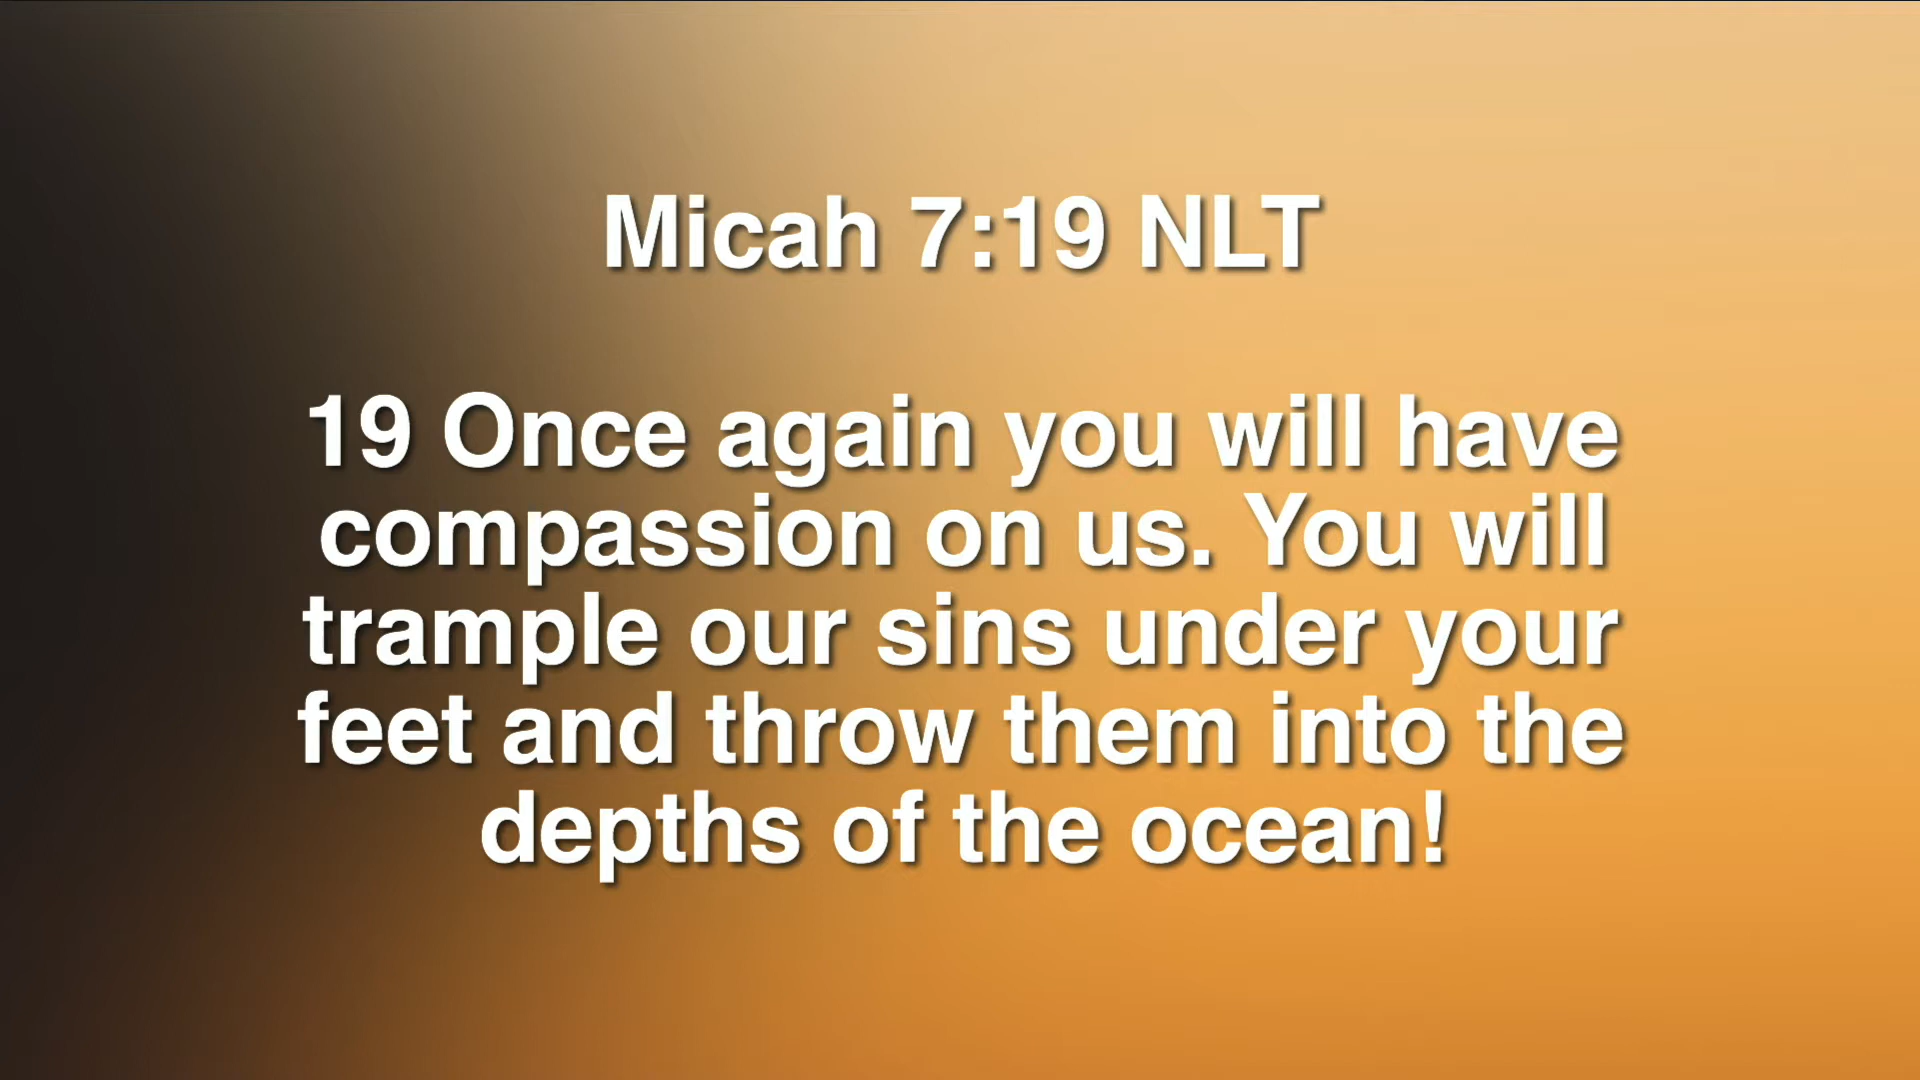 Micah 7:19 NLT
19 Once again you will have
compassion on us. You will
trample our sins under your
feet and throw them into the
depths of the ocean!